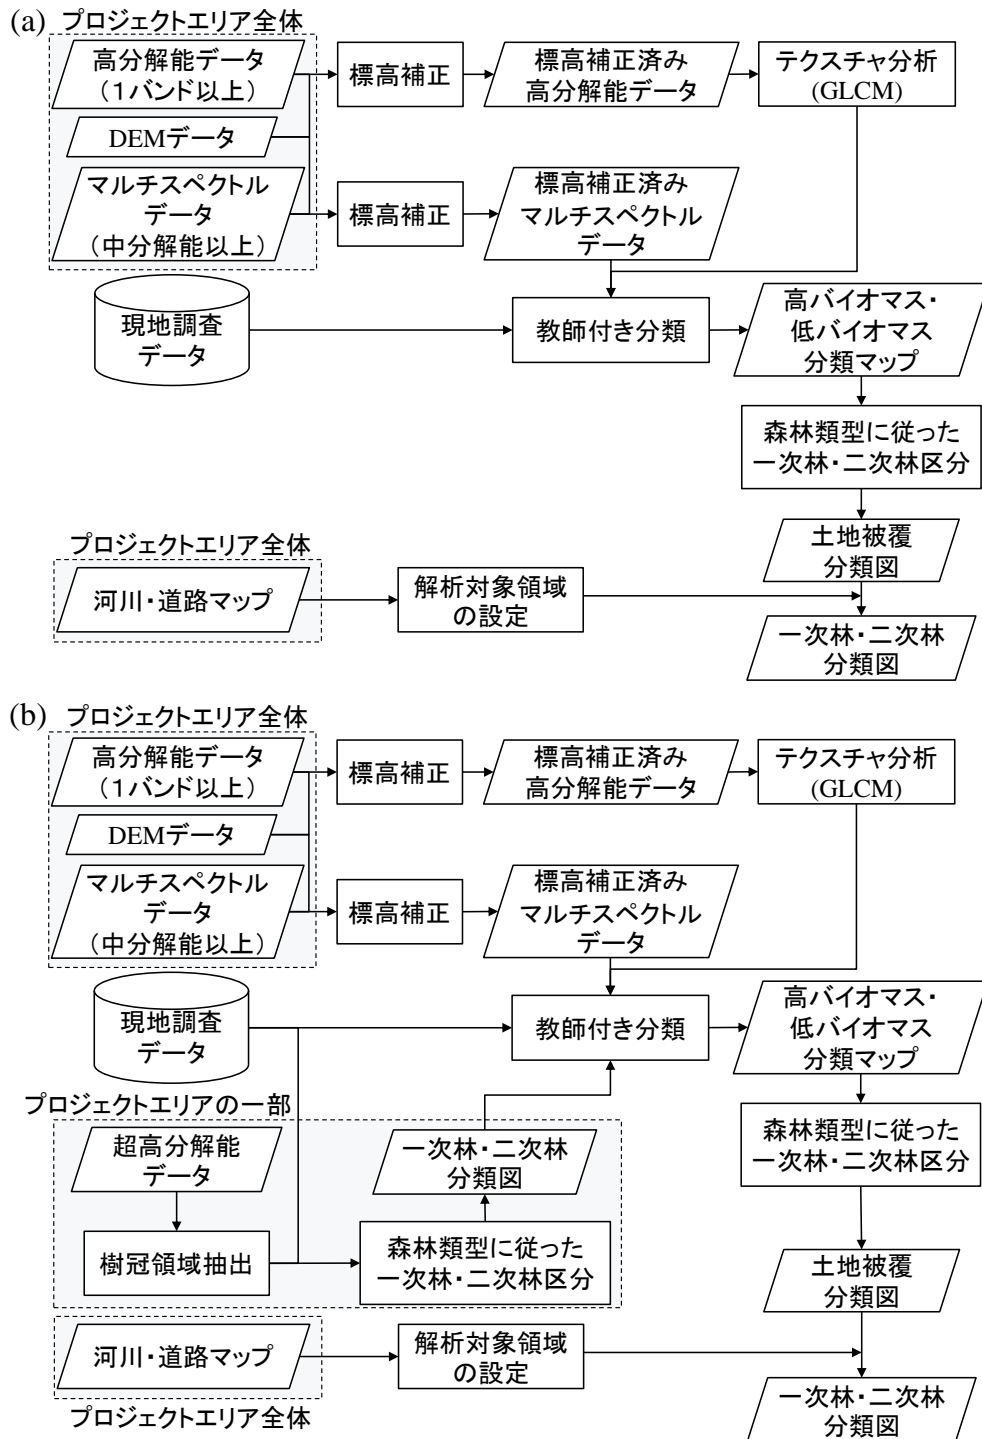 (a)
プロジェクトエリア全体
高分解能データ
(１バンド以上)
標高補正
標高補正済み
高分解能データ
テクスチャ分析
(GLCM)
DEMデータ
マルチスペクトル
データ
(中分解能以上)
標高補正
標高補正済み
マルチスペクトル
データ
現地調査
データ
教師付き分類
高バイオマス・
低バイオマス
分類マップ
森林類型に従った
一次林・二次林区分
土地被覆
分類図
プロジェクトエリア全体
河川・道路マップ
解析対象領域
の設定
一次林・二次林
分類図
(b)
プロジェクトエリア全体
高分解能データ
(１バンド以上)
標高補正
標高補正済み
高分解能データ
テクスチャ分析
(GLCM)
DEMデータ
マルチスペクトル
データ
(中分解能以上)
標高補正
標高補正済み
マルチスペクトル
データ
現地調査
データ
教師付き分類
高バイオマス・
低バイオマス
分類マップ
プロジェクトエリアの一部
超高分解能
データ
一次林・二次林
分類図
森林類型に従った
一次林・二次林区分
樹冠領域抽出
森林類型に従った
一次林・二次林区分
土地被覆
分類図
河川・道路マップ
解析対象領域
の設定
プロジェクトエリア全体
一次林・二次林
分類図